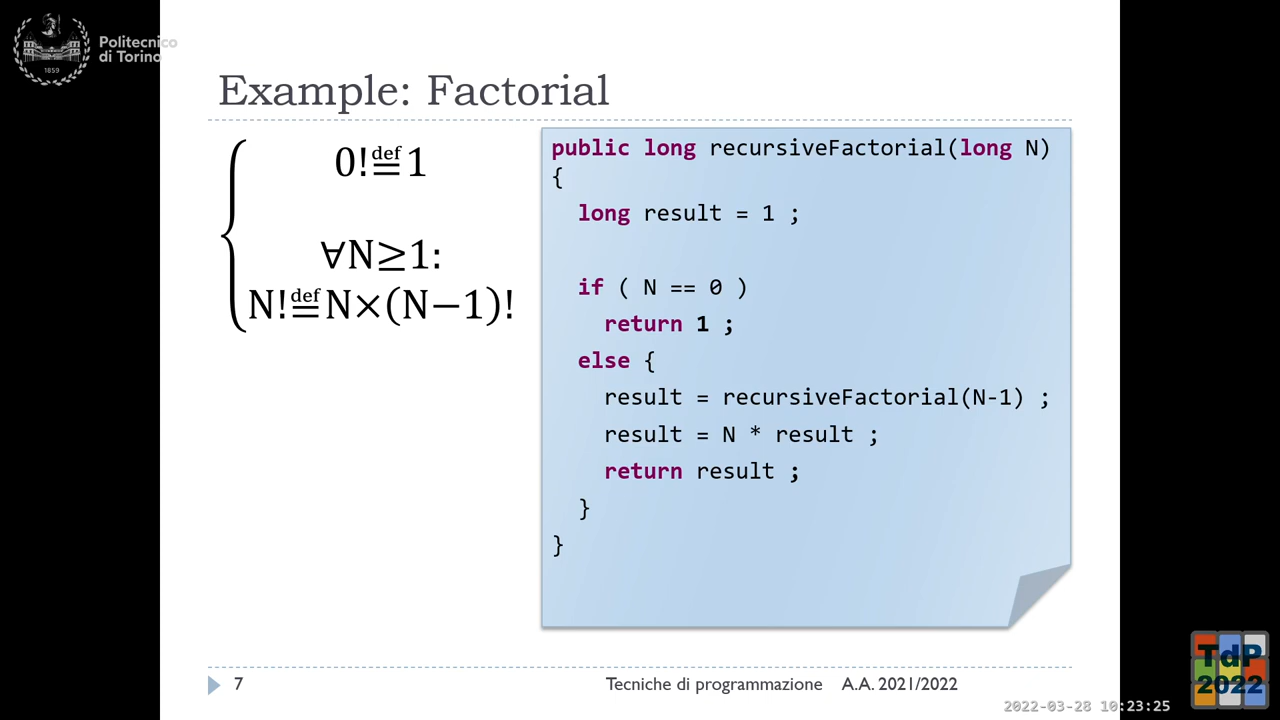 Politecnico
di Torino
1859
Example: Factorial
0!≝1
∀N≥1:
N!≝N×(N−1)!
public long recursiveFactorial(long N)
{
long result = 1 ;
if ( N == 0 )
return 1 ;
else {
result = recursiveFactorial(N-1) ;
result = N * result ;
return result ;
}
}
7
Tecniche di programmazione A.A. 2021/2022
TdP
2022
2022-03-28 10:23:25